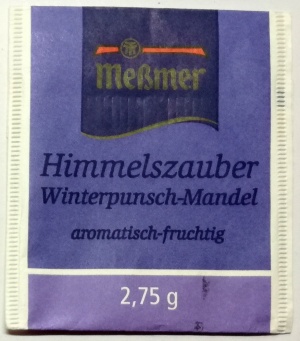 Meßmer
Himmelszauber
Winterpunsch-Mandel
aromatisch-fruchtig
2,75 g